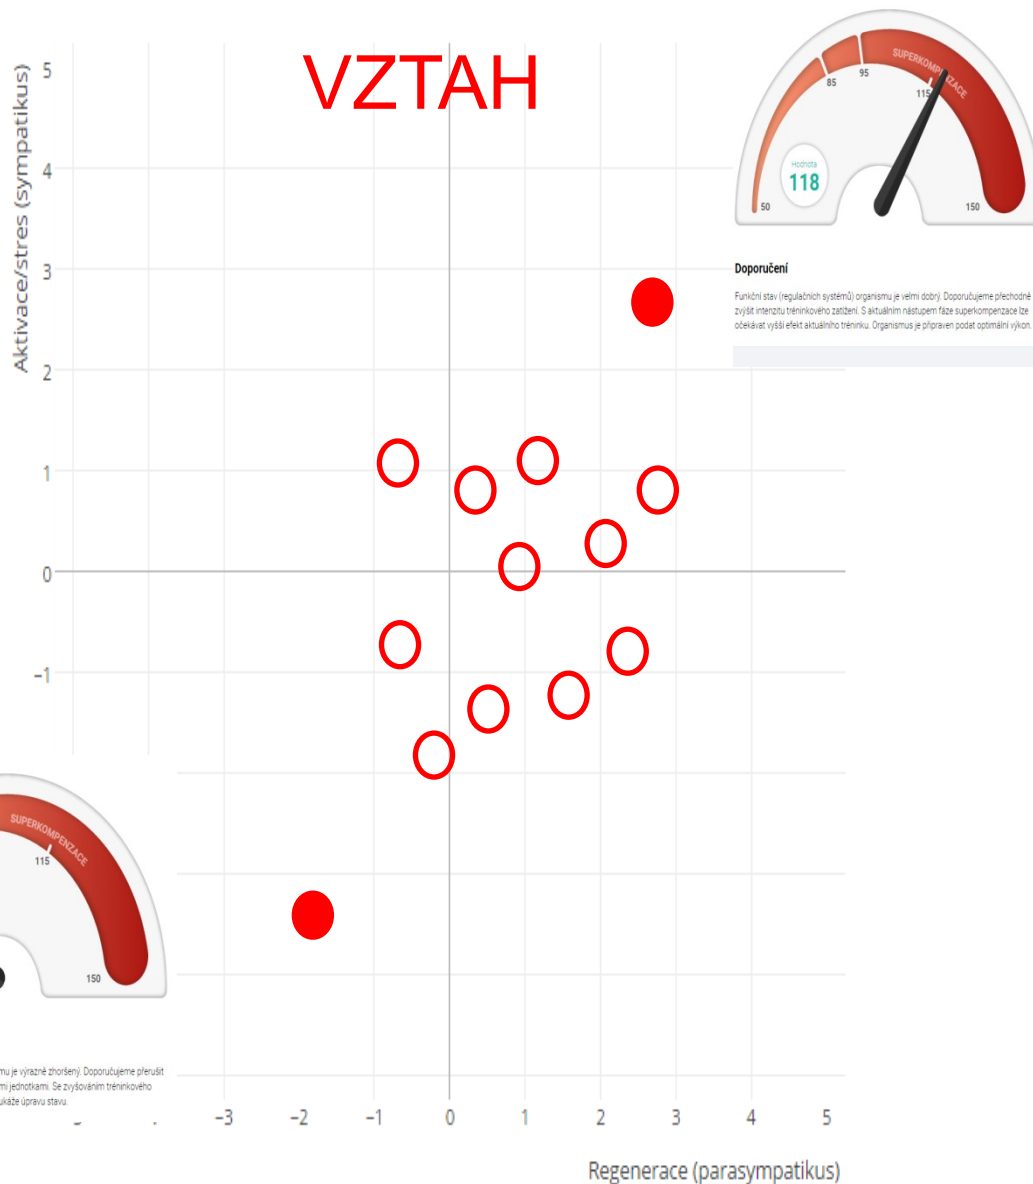 VZTAH
Aktivace/stres (sympatikus)
5
4
3
2
1
0
−1
SUPERKOMPENZACE
85
95
115
Hodnota
118
50
150
Doporučení
Funkční stav (regulačních systémů) organismu je velmi dobrý. Doporučujeme přechodně
zvýšit intenzitu tréninkového zatížení. S aktuálním nástupem fáze superkompenzace lze
očekávat vyšší efekt aktuálního tréninku. Organismus je připraven podat optimální výkon.
SUPERKOMPENZACE
115
150
mu je výrazně zhoršený. Doporučujeme přerušit
mi jednotkami. Se zvyšováním tréninkového
ukáže úpravu stavu.
−3 −2 −1 0 1 2 3 4 5
Regenerace (parasympatikus)